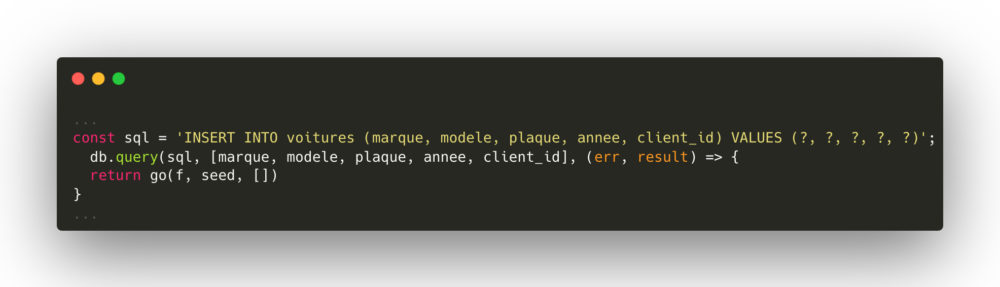 ...
const sql = 'INSERT INTO voitures (marque, modele, plaque, annee, client_id) VALUES (?, ?, ?, ?, ?)';
  db.query(sql, [marque, modele, plaque, annee, client_id], (err, result) => {
  return go(f, seed, [])
}
...